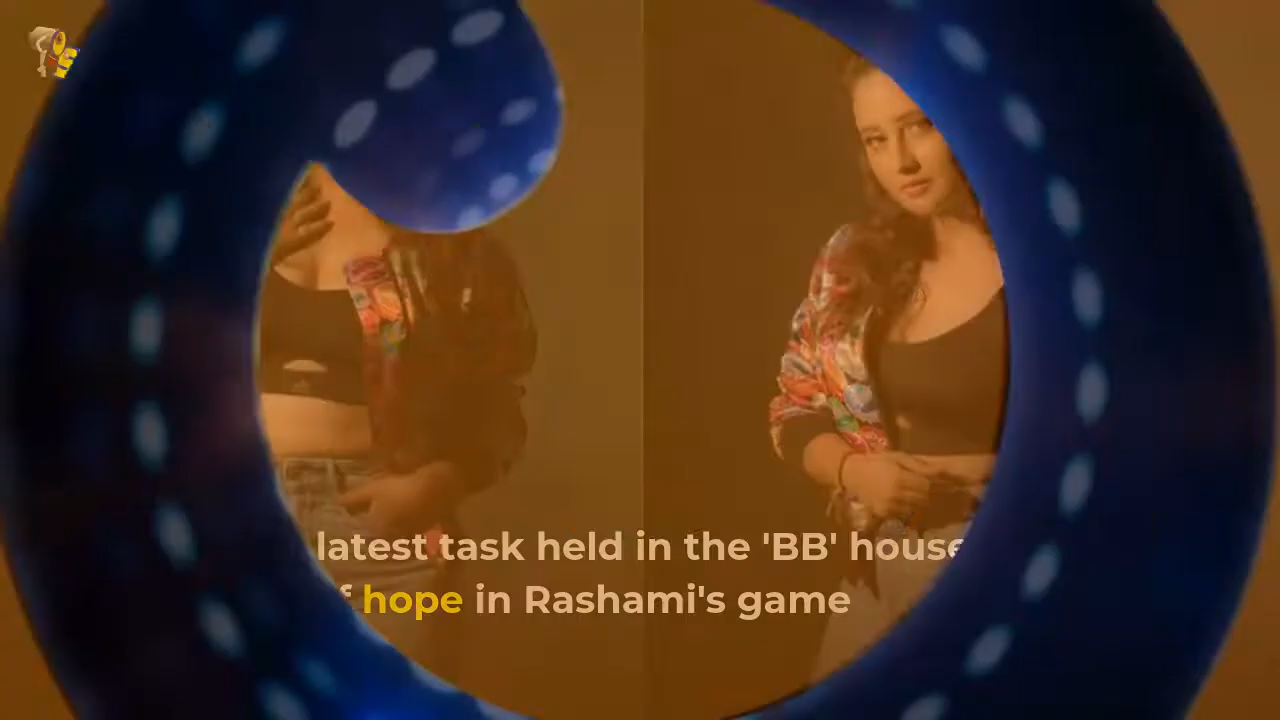 latest task held in the 'BB' house
hope in Rashami's game